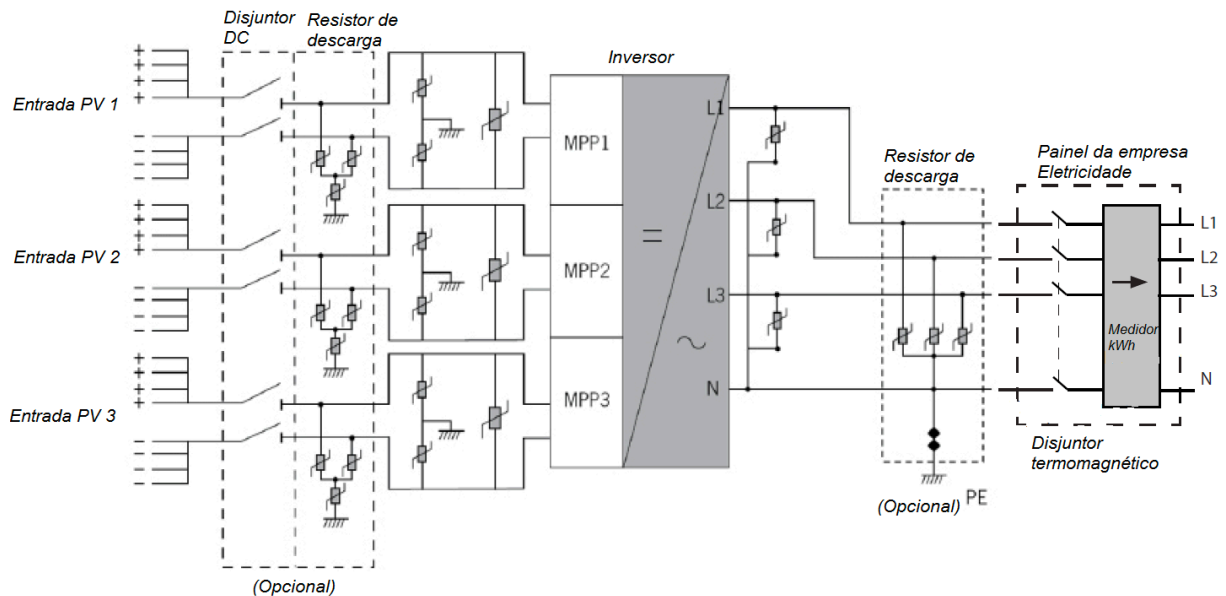 Disjuntor
DC
Resistor de
descarga
Inversor
Entrada PV 1
MPP1
L1
Resistor de
descarga
Painel da empresa
Eletricidade
L2
L1
Entrada PV 2
MPP2
=
L2
L3
L3
Medidor
kWh
~
Entrada PV 3
MPP3
N
N
Disjuntor
termomagnético
(Opcional)
PE
(Opcional)